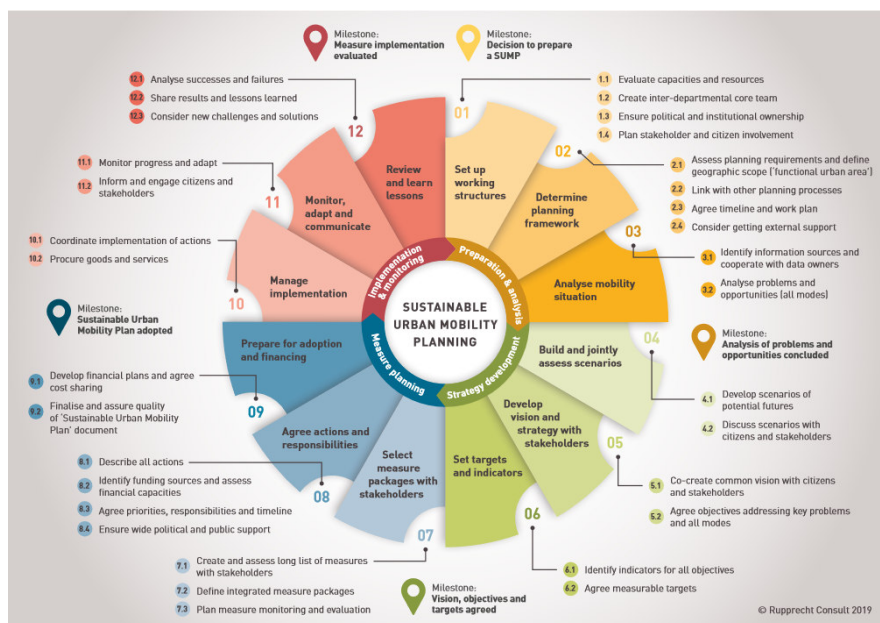 Milestone:
Measure implementation
evaluated
Milestone:
Decision to prepare
a SUMP
12.1 Analyse successes and failures
12.2 Share results and lessons learned
12.3 Consider new challenges and solutions
1.1 Evaluate capacities and resources
1.2 Create inter-departmental core team
1.3 Ensure political and institutional ownership
1.4 Plan stakeholder and citizen involvement
11.1 Monitor progress and adapt
11.2 Inform and engage citizens and
stakeholders
2.1 Assess planning requirements and define
geographic scope ('functional urban area')
2.2 Link with other planning processes
2.3 Agree timeline and work plan
2.4 Consider getting external support
10.1 Coordinate implementation of actions
10.2 Procure goods and services
3.1 Identify information sources and
cooperate with data owners
3.2 Analyse problems and
opportunities (all modes)
Milestone:
Sustainable Urban
Mobility Plan adopted
Milestone:
Analysis of problems and
opportunities concluded
9.1 Develop financial plans and agree
cost sharing
9.2 Finalise and assure quality
of 'Sustainable Urban Mobility
Plan' document
4.1 Develop scenarios of
potential futures
4.2 Discuss scenarios with
citizens and stakeholders
8.1 Describe all actions
8.2 Identify funding sources and assess
financial capacities
8.3 Agree priorities, responsibilities and timeline
8.4 Ensure wide political and public support
5.1 Co-create common vision with citizens
and stakeholders
5.2 Agree objectives addressing key problems
and all modes
7.1 Create and assess long list of measures
with stakeholders
7.2 Define integrated measure packages
7.3 Plan measure monitoring and evaluation
6.1 Identify indicators for all objectives
6.2 Agree measurable targets
Milestone:
Vision, objectives and
targets agreed
01
Set up
working
structures
02
Determine
planning
framework
03
Analyse mobility
situation
04
Build and jointly
assess scenarios
05
Develop
vision and
strategy with
stakeholders
06
Set targets
and indicators
07
Select
measure
packages with
stakeholders
08
Agree actions and
responsibilities
09
Prepare for adoption
and financing
10
Manage
implementation
11
Monitor,
adapt and
communicate
12
Review
and learn
lessons
Preparation & analysis
Strategy development
Measure planning
Implementation
& monitoring
SUSTAINABLE
URBAN MOBILITY
PLANNING
© Rupprecht Consult 2019